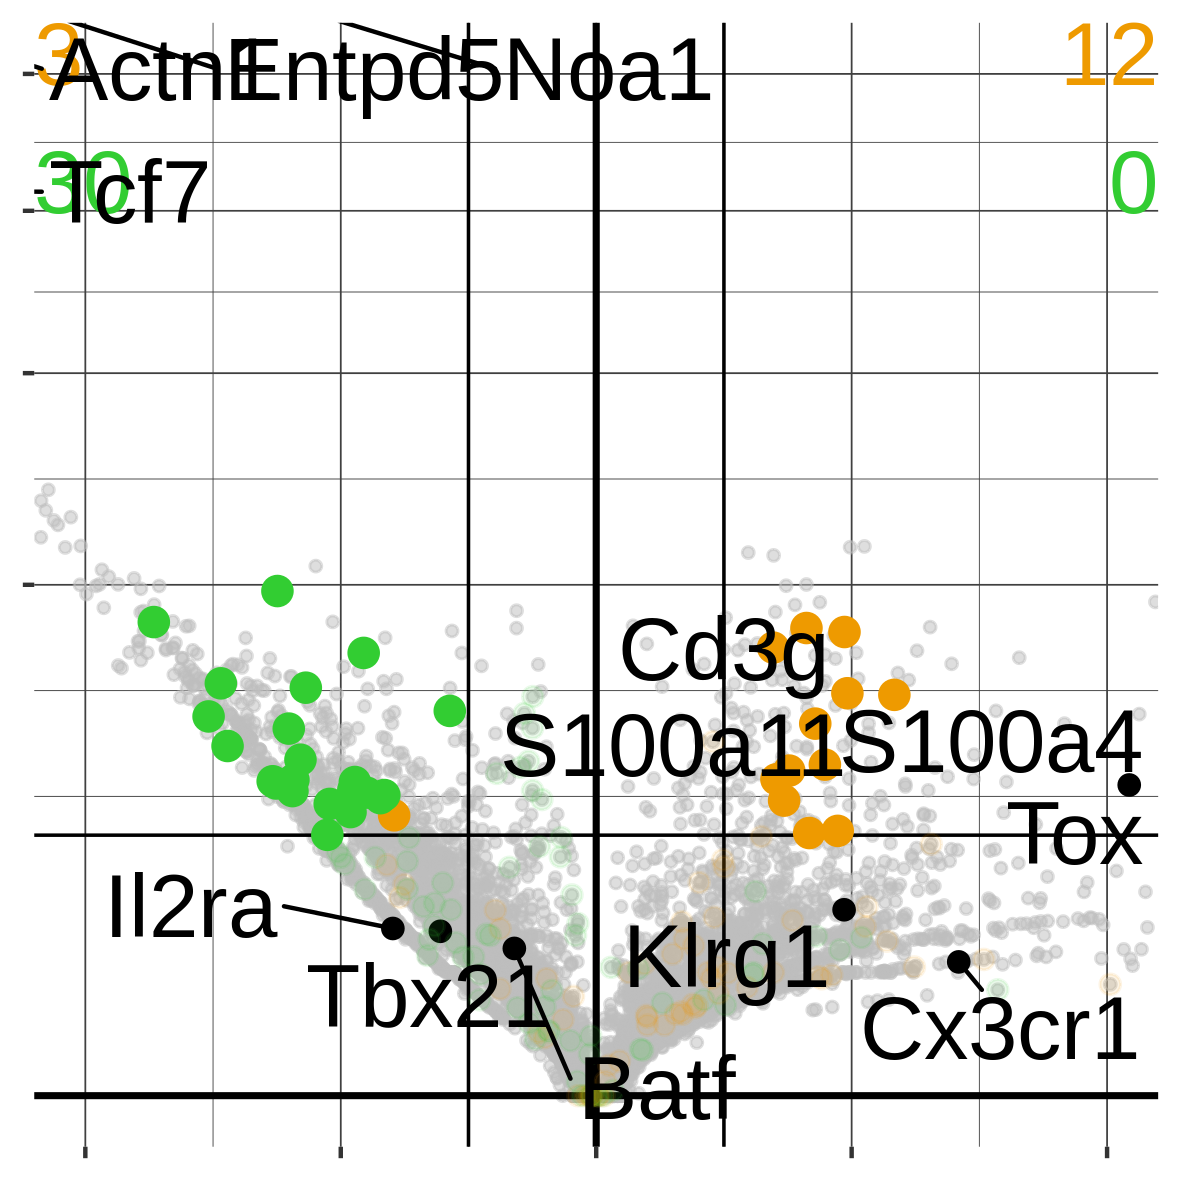 3 12
Actn1 Entpd5 Noa1
30 0
Tcf7
Cd3g
S100a11 S100a4
Tox
Il2ra
Klrg1
Tbx21
Cx3cr1
Batf